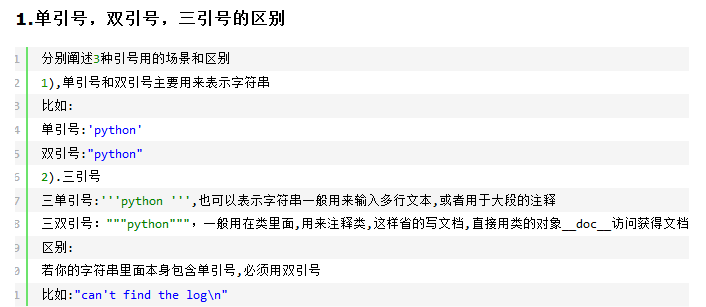 1.单引号，双引号，三引号的区别
1 分别阐述3种引号用的场景和区别
2 1),单引号和双引号主要用来表示字符串
3 比如:
4 单引号:'python'
5 双引号:"python"
6 2).三引号
7 三单引号:'''python ''',也可以表示字符串一般用来输入多行文本,或者用于大段的注释
8 三双引号："""python"""，一般用在类里面,用来注释类,这样省的写文档,直接用类的对象__doc__访问获得文档
9 区别:
0 若你的字符串里面本身包含单引号,必须用双引号
1 比如:"can't find the log\n"